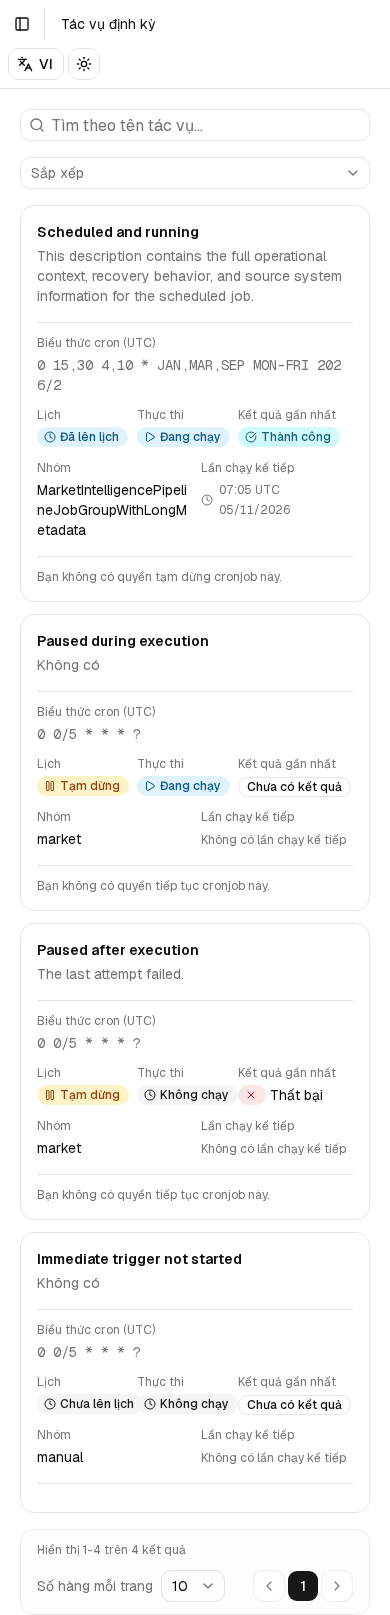 Tác vụ định kỳ
VI
Tìm theo tên tác vụ...
Sắp xếp
Scheduled and running
This description contains the full operational
context, recovery behavior, and source system
information for the scheduled job.
Biểu thức cron (UTC)
0 15,30 4,10 * JAN,MAR,SEP MON-FRI 202
6/2
Lịch Thực thi Kết quả gần nhất
Đã lên lịch Đang chạy Thành công
Nhóm Lần chạy kế tiếp
MarketIntelligencePipeli
neJobGroupWithLongM
etadata
07:05 UTC
05/11/2026
Bạn không có quyền tạm dừng cronjob này.
Paused during execution
Không có
Biểu thức cron (UTC)
0 0/5 * * * ?
Lịch Thực thi Kết quả gần nhất
Tạm dừng Đang chạy Chưa có kết quả
Nhóm Lần chạy kế tiếp
market Không có lần chạy kế tiếp
Bạn không có quyền tiếp tục cronjob này.
Paused after execution
The last attempt failed.
Biểu thức cron (UTC)
0 0/5 * * * ?
Lịch Thực thi Kết quả gần nhất
Tạm dừng Không chạy Thất bại
Nhóm Lần chạy kế tiếp
market Không có lần chạy kế tiếp
Bạn không có quyền tiếp tục cronjob này.
Immediate trigger not started
Không có
Biểu thức cron (UTC)
0 0/5 * * * ?
Lịch Thực thi Kết quả gần nhất
Chưa lên lịch Không chạy Chưa có kết quả
Nhóm Lần chạy kế tiếp
manual Không có lần chạy kế tiếp
Hiển thị 1-4 trên 4 kết quả
Số hàng mỗi trang 10 1